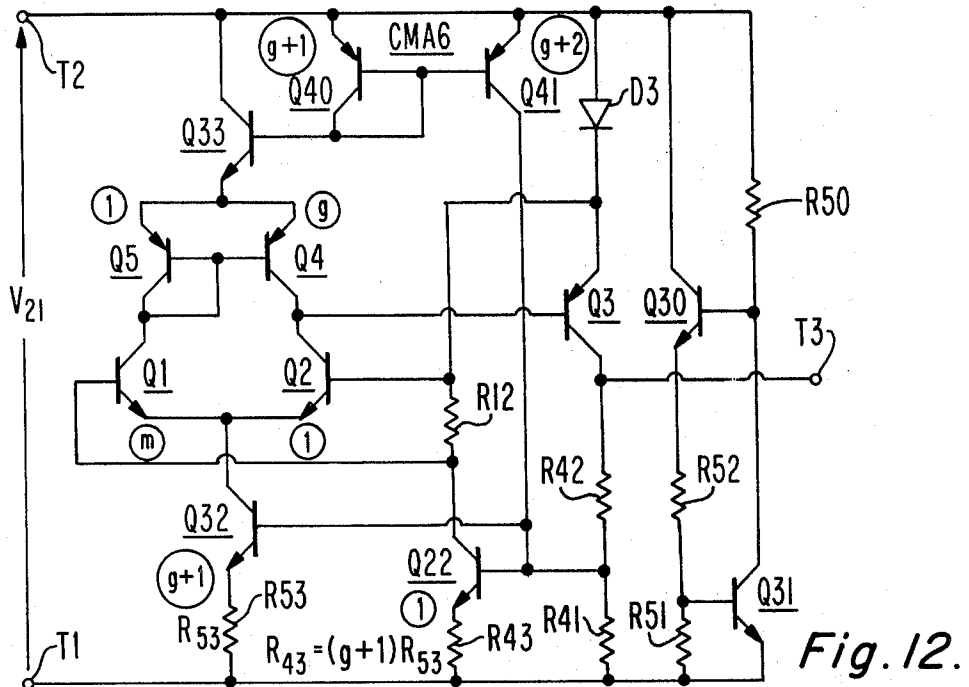 T2
g+1
CMA6
g+2
Q40
Q41
D3
Q33
1
g
R50
Q5
Q4
V21
Q3
Q30
T3
Q1
Q2
R12
m
1
R42
R52
Q32
g+1
Q22
1
R53
R53
R43
R43=(g+1)R53
R41
R51
Q31
T1
Fig. 12.